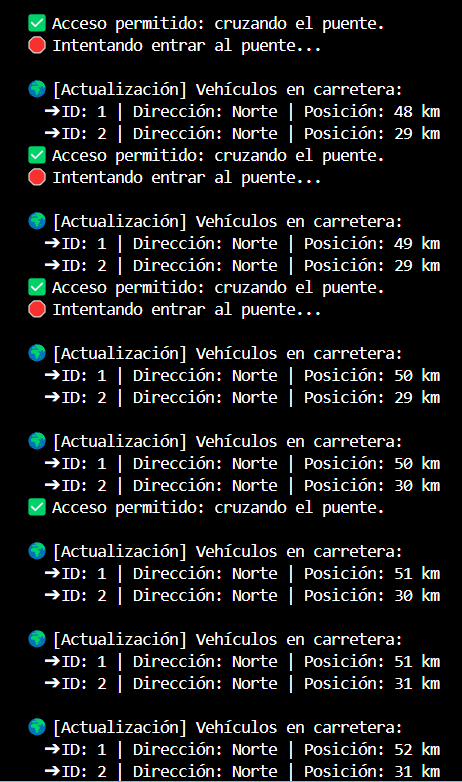 ✅ Acceso permitido: cruzando el puente.
🛑 Intentando entrar al puente...
🌍 [Actualización] Vehículos en carretera:
➔ID: 1 | Dirección: Norte | Posición: 48 km
➔ID: 2 | Dirección: Norte | Posición: 29 km
✅ Acceso permitido: cruzando el puente.
🛑 Intentando entrar al puente...
🌍 [Actualización] Vehículos en carretera:
➔ID: 1 | Dirección: Norte | Posición: 49 km
➔ID: 2 | Dirección: Norte | Posición: 29 km
✅ Acceso permitido: cruzando el puente.
🛑 Intentando entrar al puente...
🌍 [Actualización] Vehículos en carretera:
➔ID: 1 | Dirección: Norte | Posición: 50 km
➔ID: 2 | Dirección: Norte | Posición: 29 km
🌍 [Actualización] Vehículos en carretera:
➔ID: 1 | Dirección: Norte | Posición: 50 km
➔ID: 2 | Dirección: Norte | Posición: 30 km
✅ Acceso permitido: cruzando el puente.
🌍 [Actualización] Vehículos en carretera:
➔ID: 1 | Dirección: Norte | Posición: 51 km
➔ID: 2 | Dirección: Norte | Posición: 30 km
🌍 [Actualización] Vehículos en carretera:
➔ID: 1 | Dirección: Norte | Posición: 51 km
➔ID: 2 | Dirección: Norte | Posición: 31 km
🌍 [Actualización] Vehículos en carretera:
➔ID: 1 | Dirección: Norte | Posición: 52 km
➔ID: 2 | Dirección: Norte | Posición: 31 km